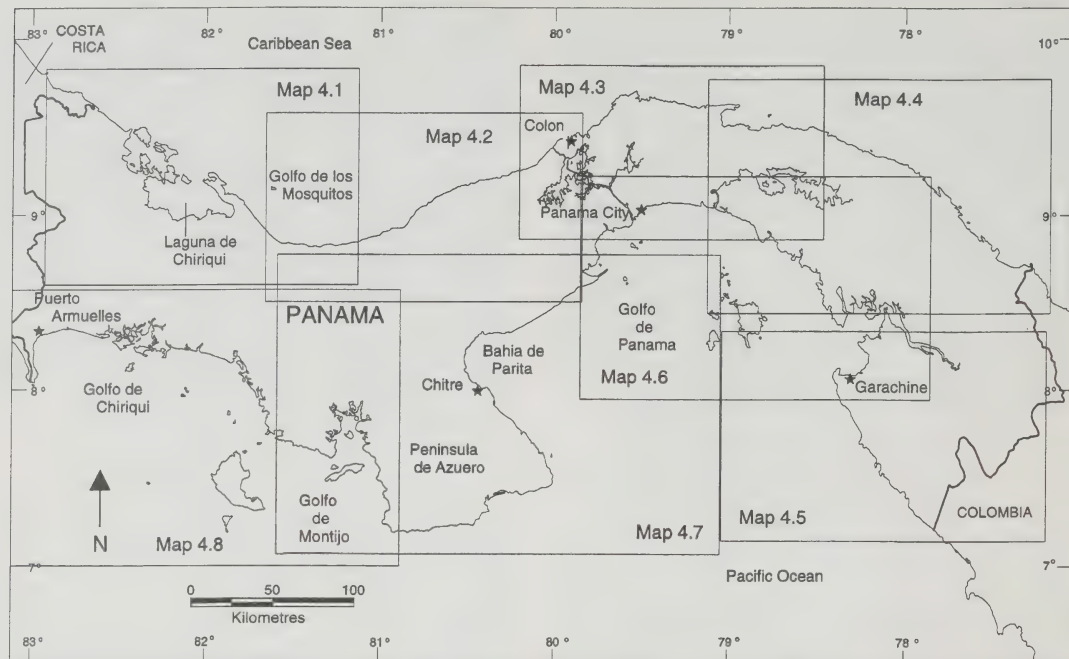 83° 82° 81° 80° 79° 78° 10°
COSTA
RICA
Caribbean Sea
Map 4.1
Map 4.3
Map 4.4
Map 4.2
Colon
Golfo de los
Mosquitos
9°
Panama City
9°
Laguna de
Chiriqui
Puerto
Armuelles
PANAMA
Golfo
de
Panama
Bahia de
Parita
Map 4.6
8°
Golfo de
Chiriqui
Chitre
Garachine
8°
Peninsula
de Azuero
Golfo
de
Montijo
N
Map 4.8
Map 4.7
Map 4.5
COLOMBIA
7°
7°
Pacific Ocean
0 50 100
Kilometres
83° 82° 81° 80° 79° 78°